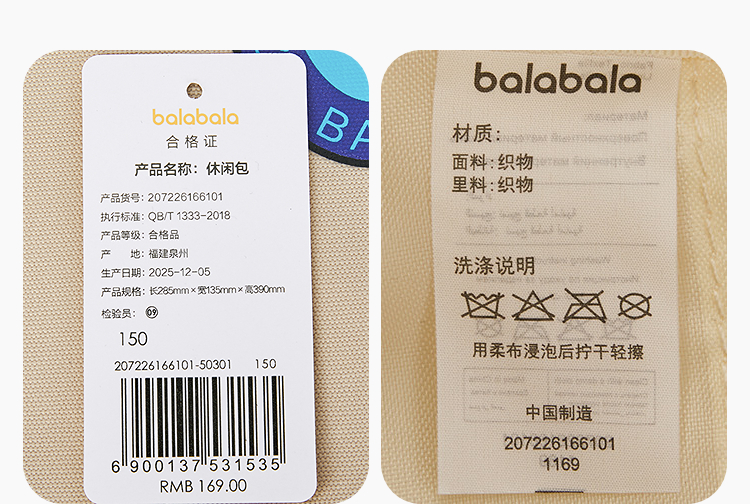 BA
balabala
合格证
产品名称：休闲包
产品货号：207226166101
执行标准：QB/T 1333-2018
产品等级：合格品
产　　地：福建泉州
生产日期：2025-12-05
产品规格：长285mm×宽135mm×高390mm
检验员：09
150
207226166101-50301 150
6 900137 531535
RMB 169.00
balabala
材质：
面料：织物
里料：织物
洗涤说明
用柔布浸泡后拧干轻擦
中国制造
207226166101
1169